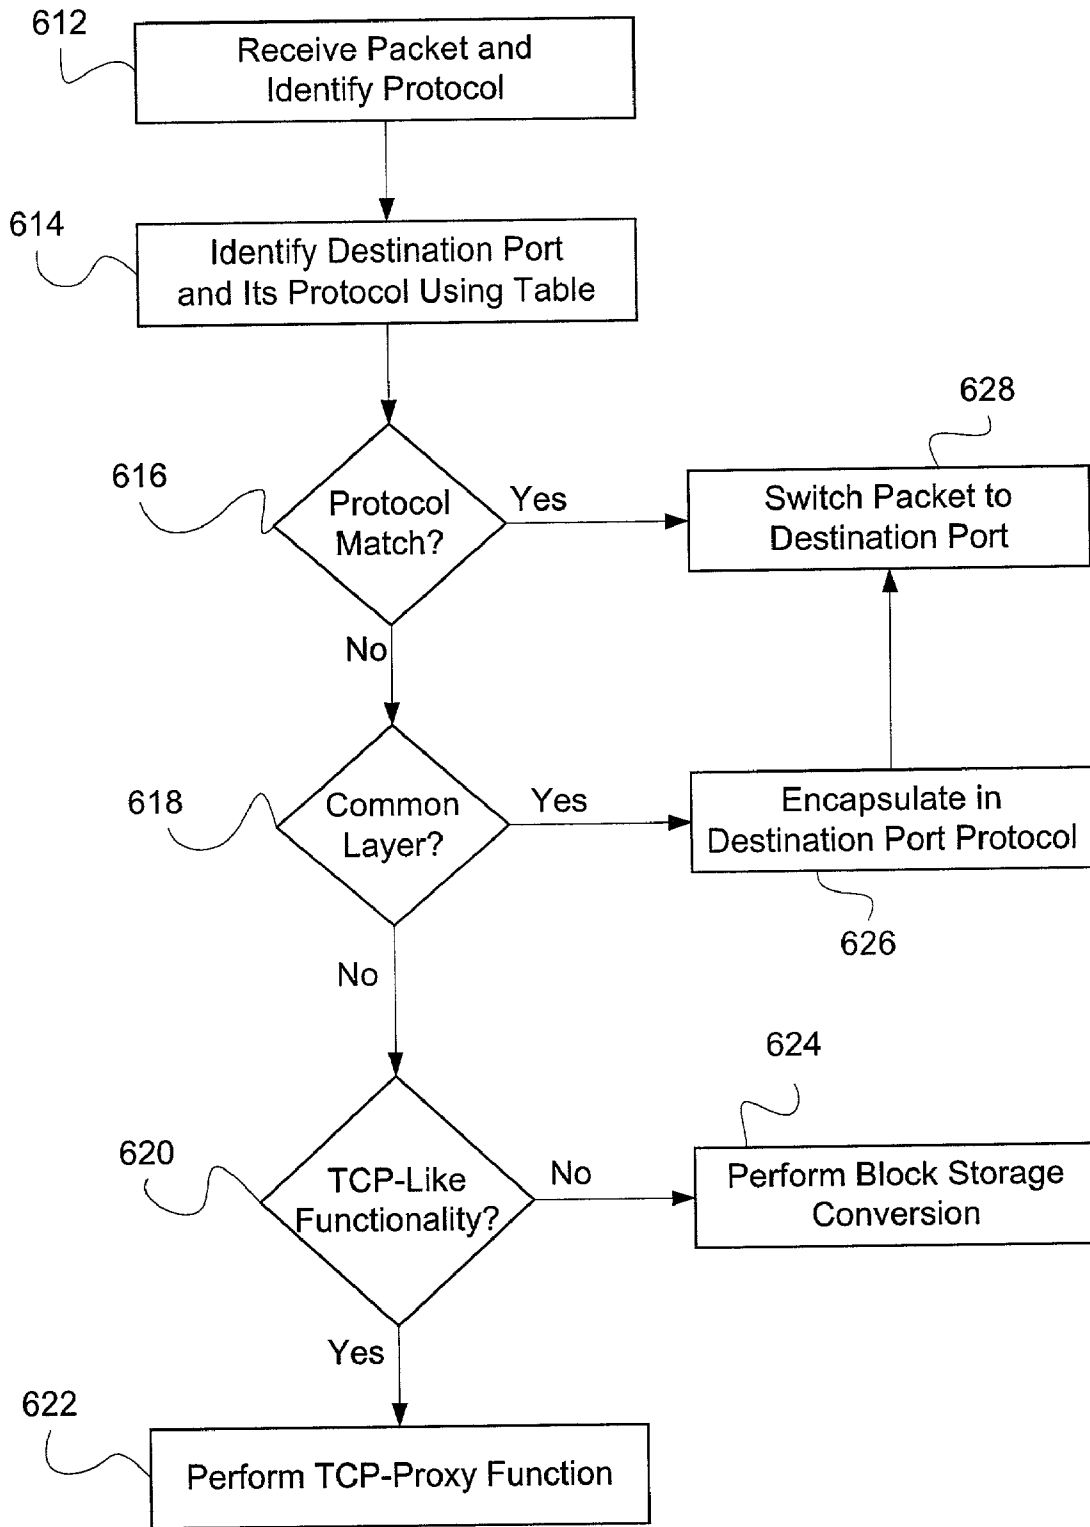 612
Receive Packet and
Identify Protocol
614
Identify Destination Port
and Its Protocol Using Table
628
616
Protocol
Match?
Yes
Switch Packet to
Destination Port
No
618
Common
Layer?
Yes
Encapsulate in
Destination Port Protocol
626
No
624
620
TCP-Like
Functionality?
No
Perform Block Storage
Conversion
Yes
622
Perform TCP-Proxy Function